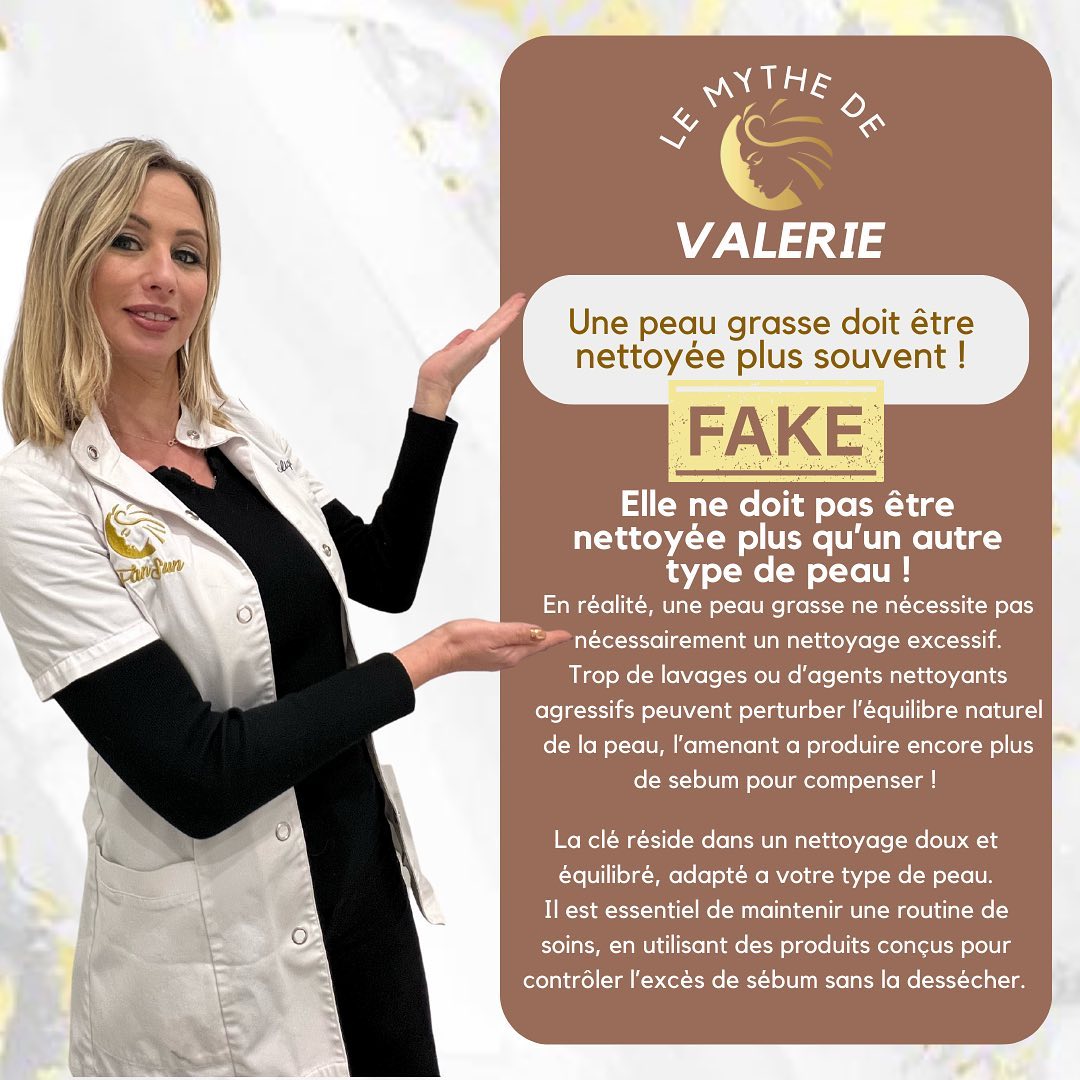 LE MYTHE DE
VALERIE
Une peau grasse doit être
nettoyée plus souvent !
FAKE
Elle ne doit pas être
nettoyée plus qu’un autre
type de peau !
En réalité, une peau grasse ne nécessite pas
nécessairement un nettoyage excessif.
Trop de lavages ou d’agents nettoyants
agressifs peuvent perturber l’équilibre naturel
de la peau, l’amenant a produire encore plus
de sebum pour compenser !
La clé réside dans un nettoyage doux et
équilibré, adapté a votre type de peau.
Il est essentiel de maintenir une routine de
soins, en utilisant des produits conçus pour
contrôler l’excès de sébum sans la dessécher.
Sun